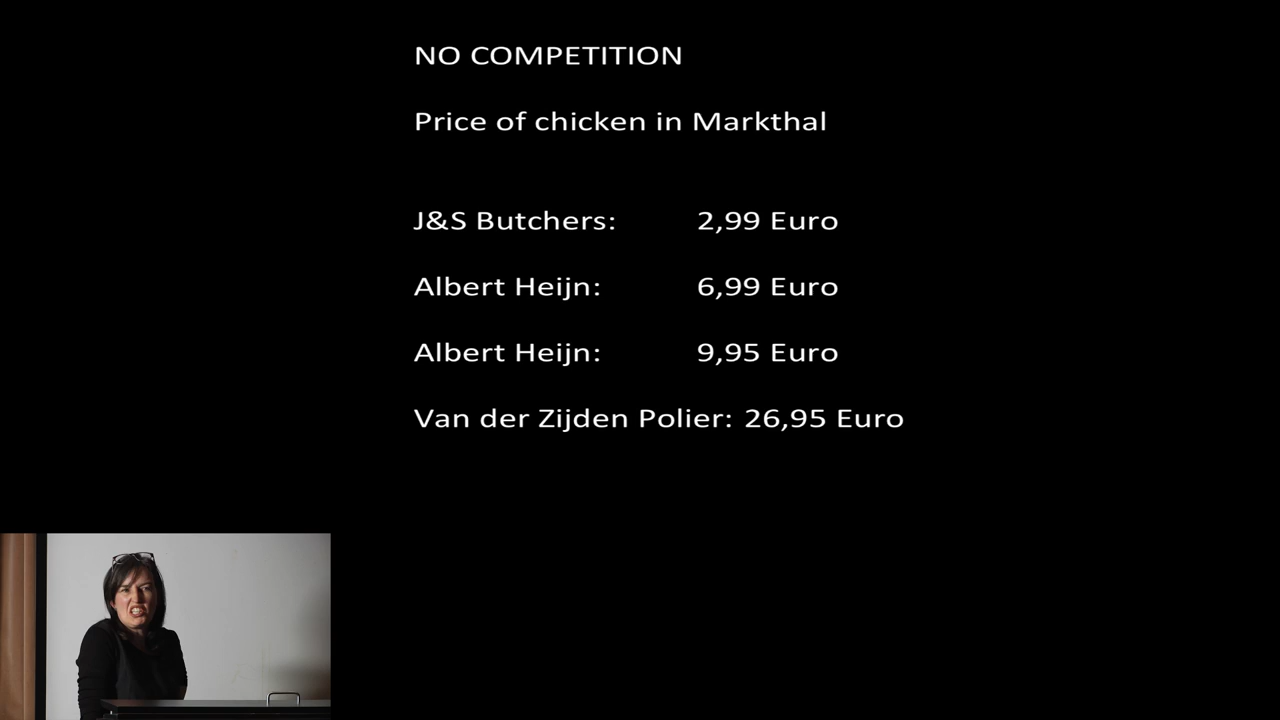 NO COMPETITION
Price of chicken in Markthal
J&S Butchers: 2,99 Euro
Albert Heijn: 6,99 Euro
Albert Heijn: 9,95 Euro
Van der Zijden Polier: 26,95 Euro